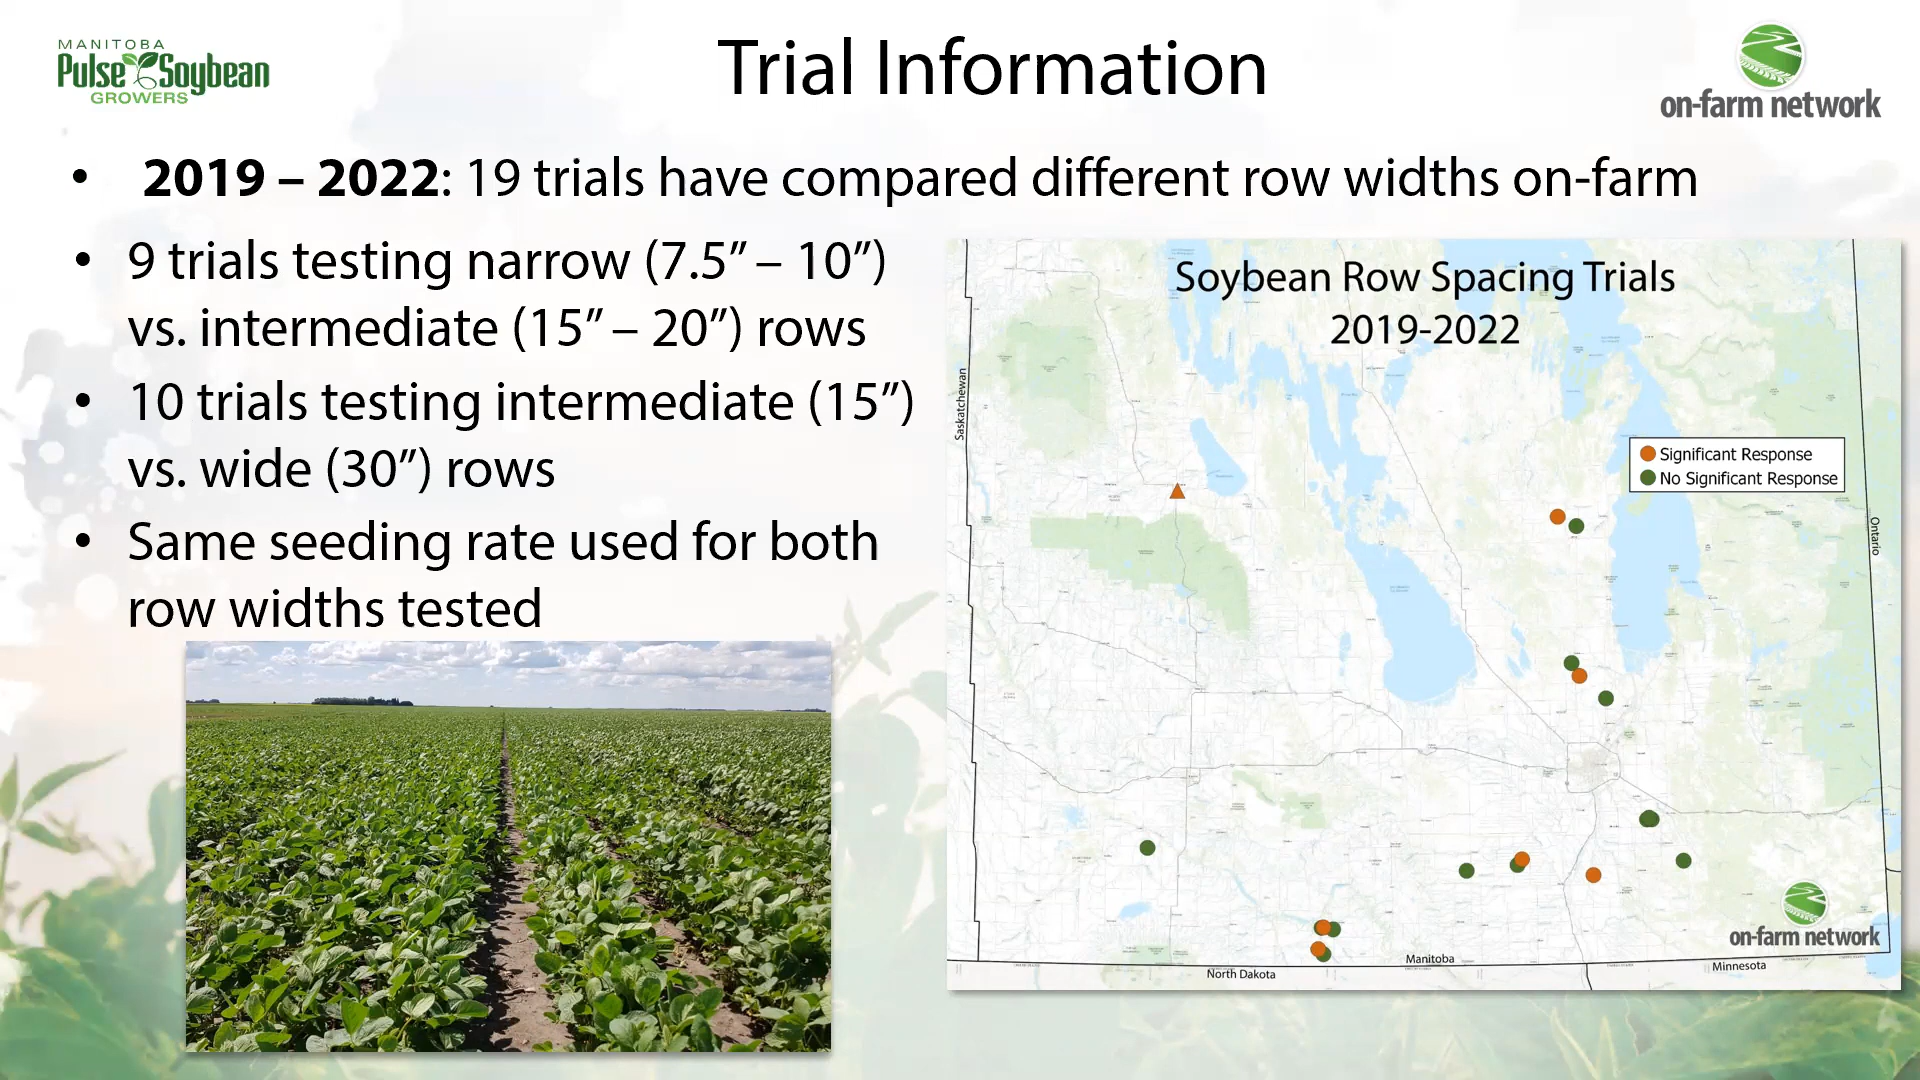 MANITOBA
Pulse Soybean
GROWERS
Trial Information
on-farm network
• 2019 – 2022: 19 trials have compared different row widths on-farm
• 9 trials testing narrow (7.5” – 10”)
vs. intermediate (15” – 20”) rows
• 10 trials testing intermediate (15”)
vs. wide (30”) rows
• Same seeding rate used for both
row widths tested
Soybean Row Spacing Trials
2019-2022
Saskatchewan
Significant Response
No Significant Response
Ontario
on-farm network
Manitoba
North Dakota
Minnesota